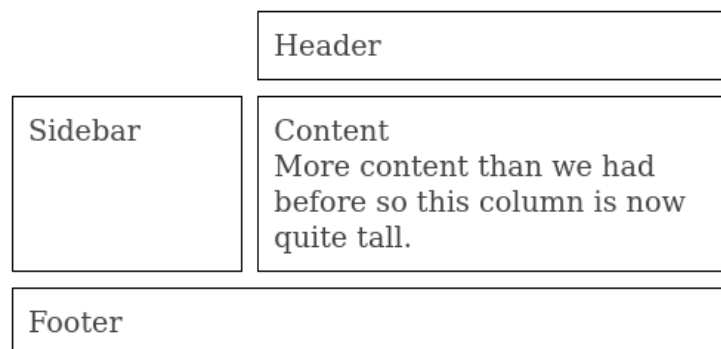 Header
Sidebar
Content
More content than we had
before so this column is now
quite tall.
Footer